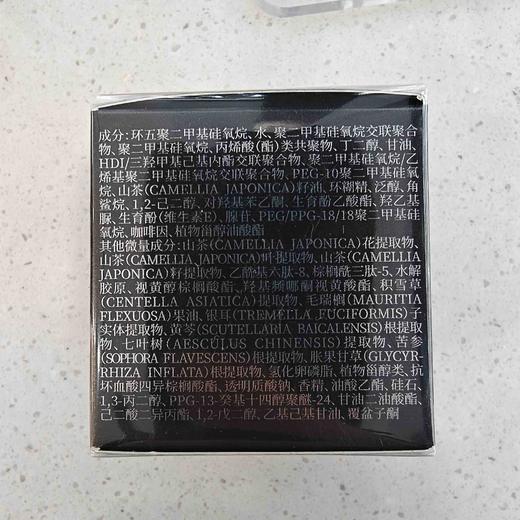 成分:环五聚二甲基硅氧烷、水、聚二甲基硅氧烷交联聚合
物、聚二甲基硅氧烷、丙烯酸(酯)类共聚物、丁二醇、甘油、
HDI/三羟甲基己基内酯交联聚合物、聚二甲基硅氧烷/乙
烯基聚二甲基硅氧烷交联聚合物、PEG-10聚二甲基硅氧
烷、山茶(CAMELLIA JAPONICA)籽油、环糊精、泛醇、角
鲨烷、1,2-己二醇、对羟基苯乙酮、生育酚乙酸酯、羟乙基
脲、生育酚(维生素E)、腺苷、PEG/PPG-18/18聚二甲基硅
氧烷、咖啡因、植物甾醇油酸酯
其他微量成分:山茶(CAMELLIA JAPONICA)花提取物、
山茶(CAMELLIA JAPONICA)叶提取物、山茶(CAMELLIA
JAPONICA)籽提取物、乙酰基六肽-8、棕榈酰三肽-5、水解
胶原、视黄醇棕榈酸酯、羟基频哪酮视黄酸酯、积雪草
(CENTELLA ASIATICA)提取物、毛瑞榈(MAURITIA
FLEXUOSA)果油、银耳(TREMELLA FUCIFORMIS)子
实体提取物、黄芩(SCUTELLARIA BAICALENSIS)根提取
物、七叶树(AESCULUS CHINENSIS)提取物、苦参
(SOPHORA FLAVESCENS)根提取物、胀果甘草(GLYCYR-
RHIZA INFLATA)根提取物、氢化卵磷脂、植物甾醇类、抗
坏血酸四异棕榈酸酯、透明质酸钠、香精、油酸乙酯、硅石、
1,3-丙二醇、PPG-13-癸基十四醇聚醚-24、甘油二油酸酯、
己二酸二异丙酯、1,2-戊二醇、乙基己基甘油、覆盆子酮